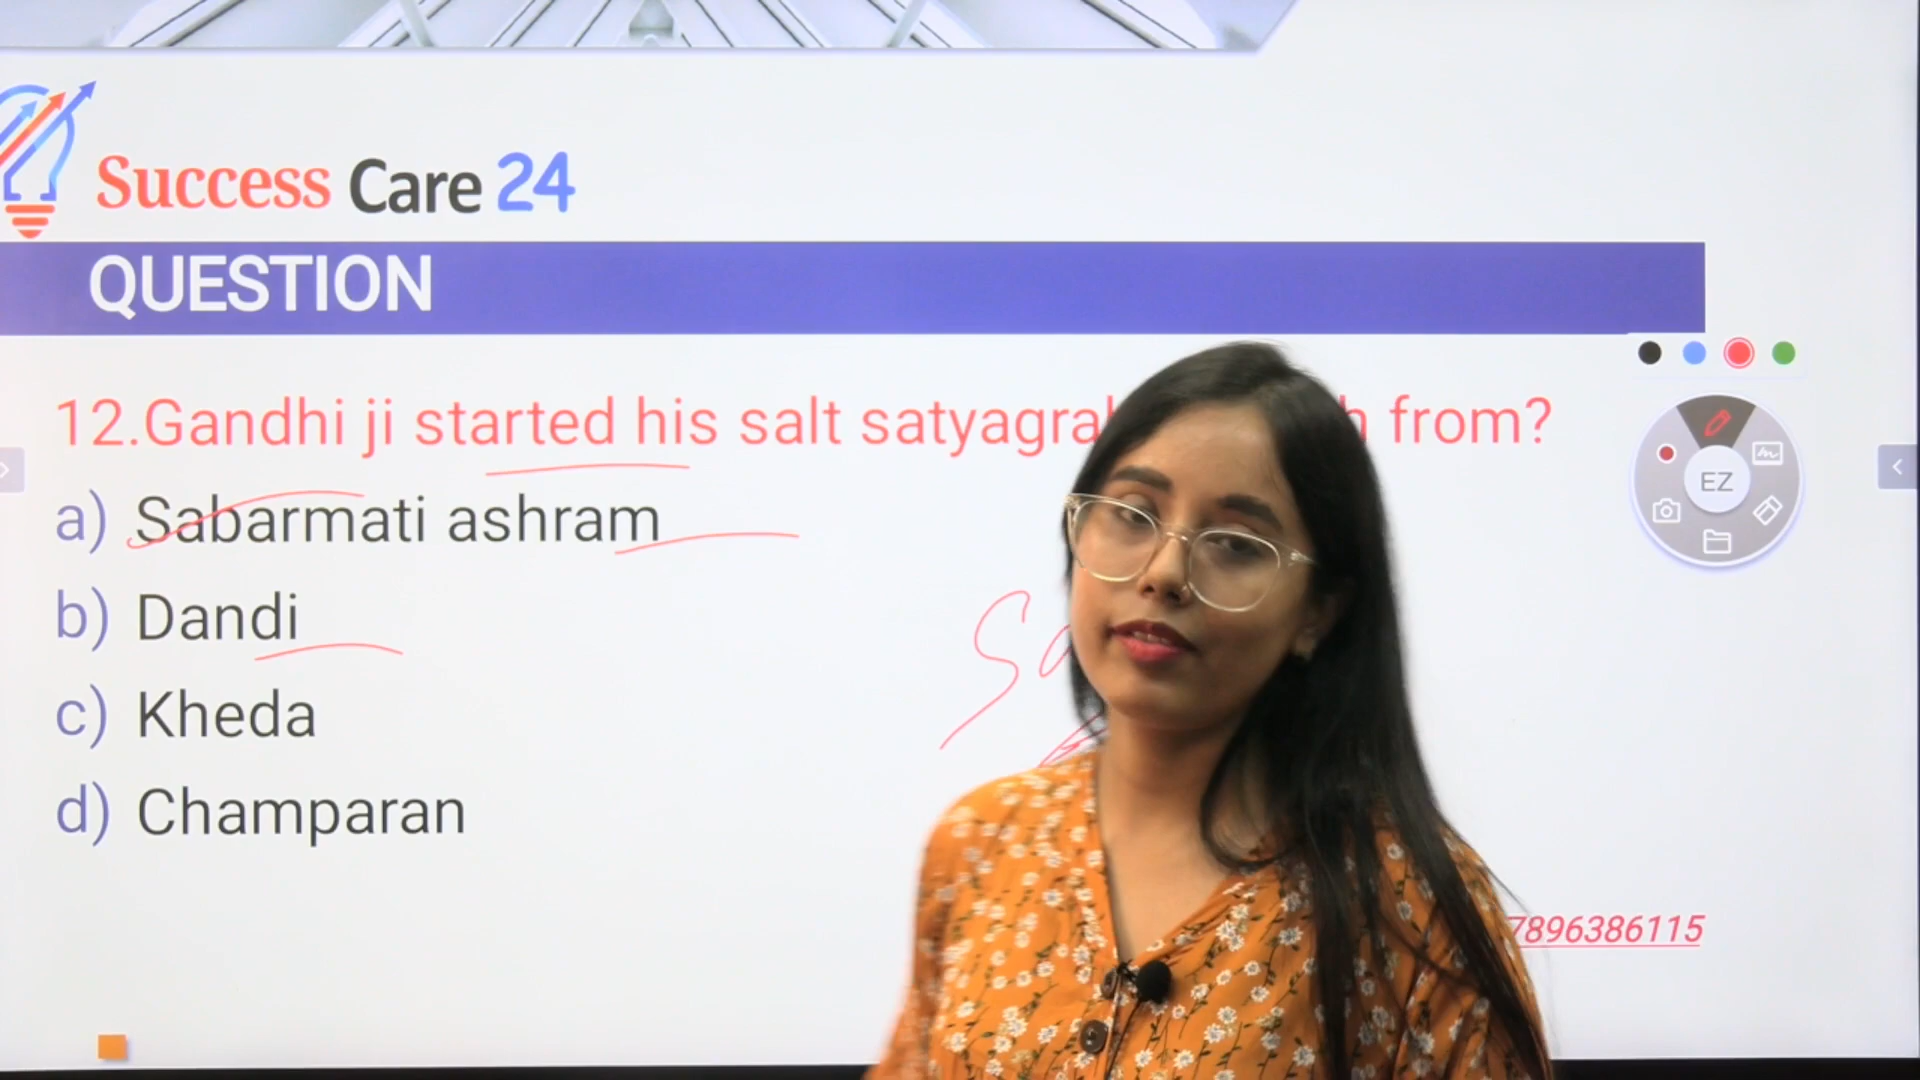 Success Care 24
QUESTION
12.Gandhi ji started his salt satyagra h from?
a) Sabarmati ashram
b) Dandi
c) Kheda
d) Champaran
EZ
Sa
7896386115